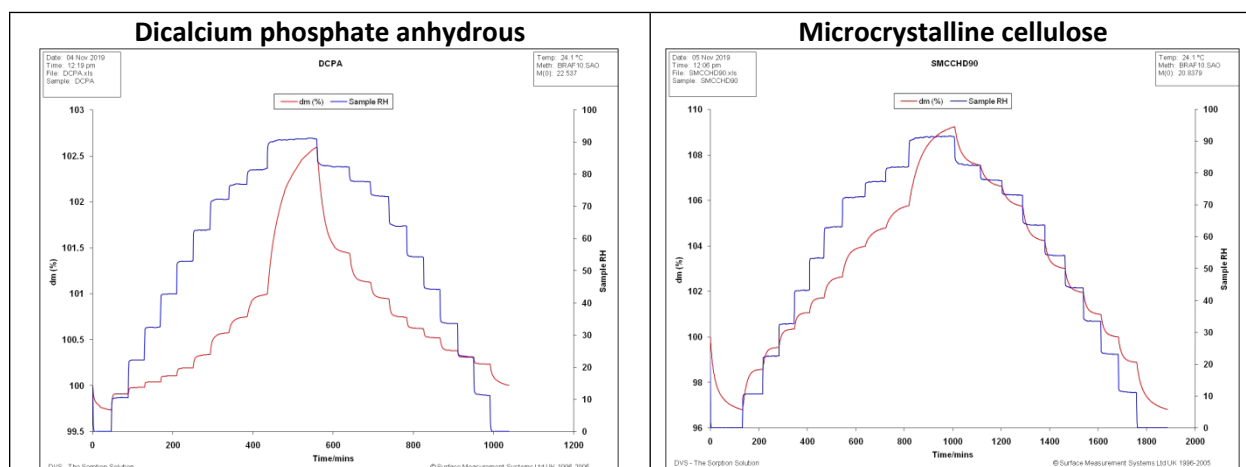 Dicalcium phosphate anhydrous
Date: 04 Nov 2019
Time: 12:19 pm
File: DCPA.xls
Sample: DCPA
DCPA
Temp: 24.1 °C
Meth: BRAF10.SAO
M(0): 22.537
dm (%) Sample RH
103
102.5
102
101.5
101
100.5
100
99.5
dm (%)
100
90
80
70
60
50
40
30
20
10
0
Sample RH
0 200 400 600 800 1000 1200
Time/mins
DVS - The Sorption Solution
© Surface Measurement Systems Ltd UK 1996-2005
Microcrystalline cellulose
Date: 05 Nov 2019
Time: 12:06 pm
File: SMCCHD90.xls
Sample: SMCCHD90
SMCCHD90
Temp: 24.1 °C
Meth: BRAF10.SAO
M(0): 20.8379
dm (%) Sample RH
110
108
106
104
102
100
98
96
dm (%)
100
90
80
70
60
50
40
30
20
10
0
Sample RH
0 200 400 600 800 1000 1200 1400 1600 1800 2000
Time/mins
DVS - The Sorption Solution
© Surface Measurement Systems Ltd UK 1996-2005